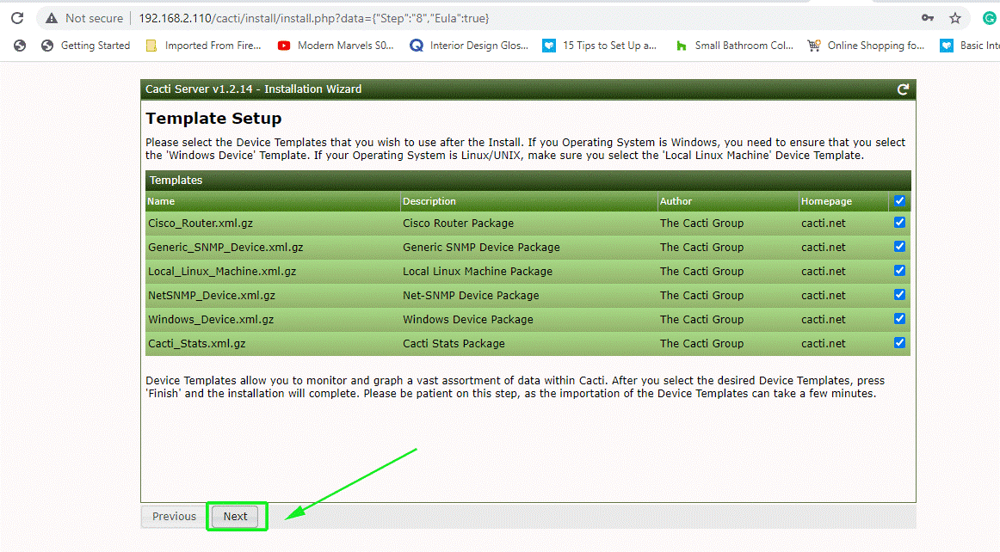 Not secure | 192.168.2.110/cacti/install/install.php?data={"Step":"8","Eula":true}
Getting Started Imported From Fire... Modern Marvels S0... Interior Design Glos... 15 Tips to Set Up a... Small Bathroom Col... Online Shopping fo... Basic Inte
Cacti Server v1.2.14 - Installation Wizard
Template Setup
Please select the Device Templates that you wish to use after the Install. If you Operating System is Windows, you need to ensure that you select
the 'Windows Device' Template. If your Operating System is Linux/UNIX, make sure you select the 'Local Linux Machine' Device Template.
Templates
Name Description Author Homepage
Cisco_Router.xml.gz Cisco Router Package The Cacti Group cacti.net
Generic_SNMP_Device.xml.gz Generic SNMP Device Package The Cacti Group cacti.net
Local_Linux_Machine.xml.gz Local Linux Machine Package The Cacti Group cacti.net
NetSNMP_Device.xml.gz Net-SNMP Device Package The Cacti Group cacti.net
Windows_Device.xml.gz Windows Device Package The Cacti Group cacti.net
Cacti_Stats.xml.gz Cacti Stats Package The Cacti Group cacti.net
Device Templates allow you to monitor and graph a vast assortment of data within Cacti. After you select the desired Device Templates, press
'Finish' and the installation will complete. Please be patient on this step, as the importation of the Device Templates can take a few minutes.
Previous Next